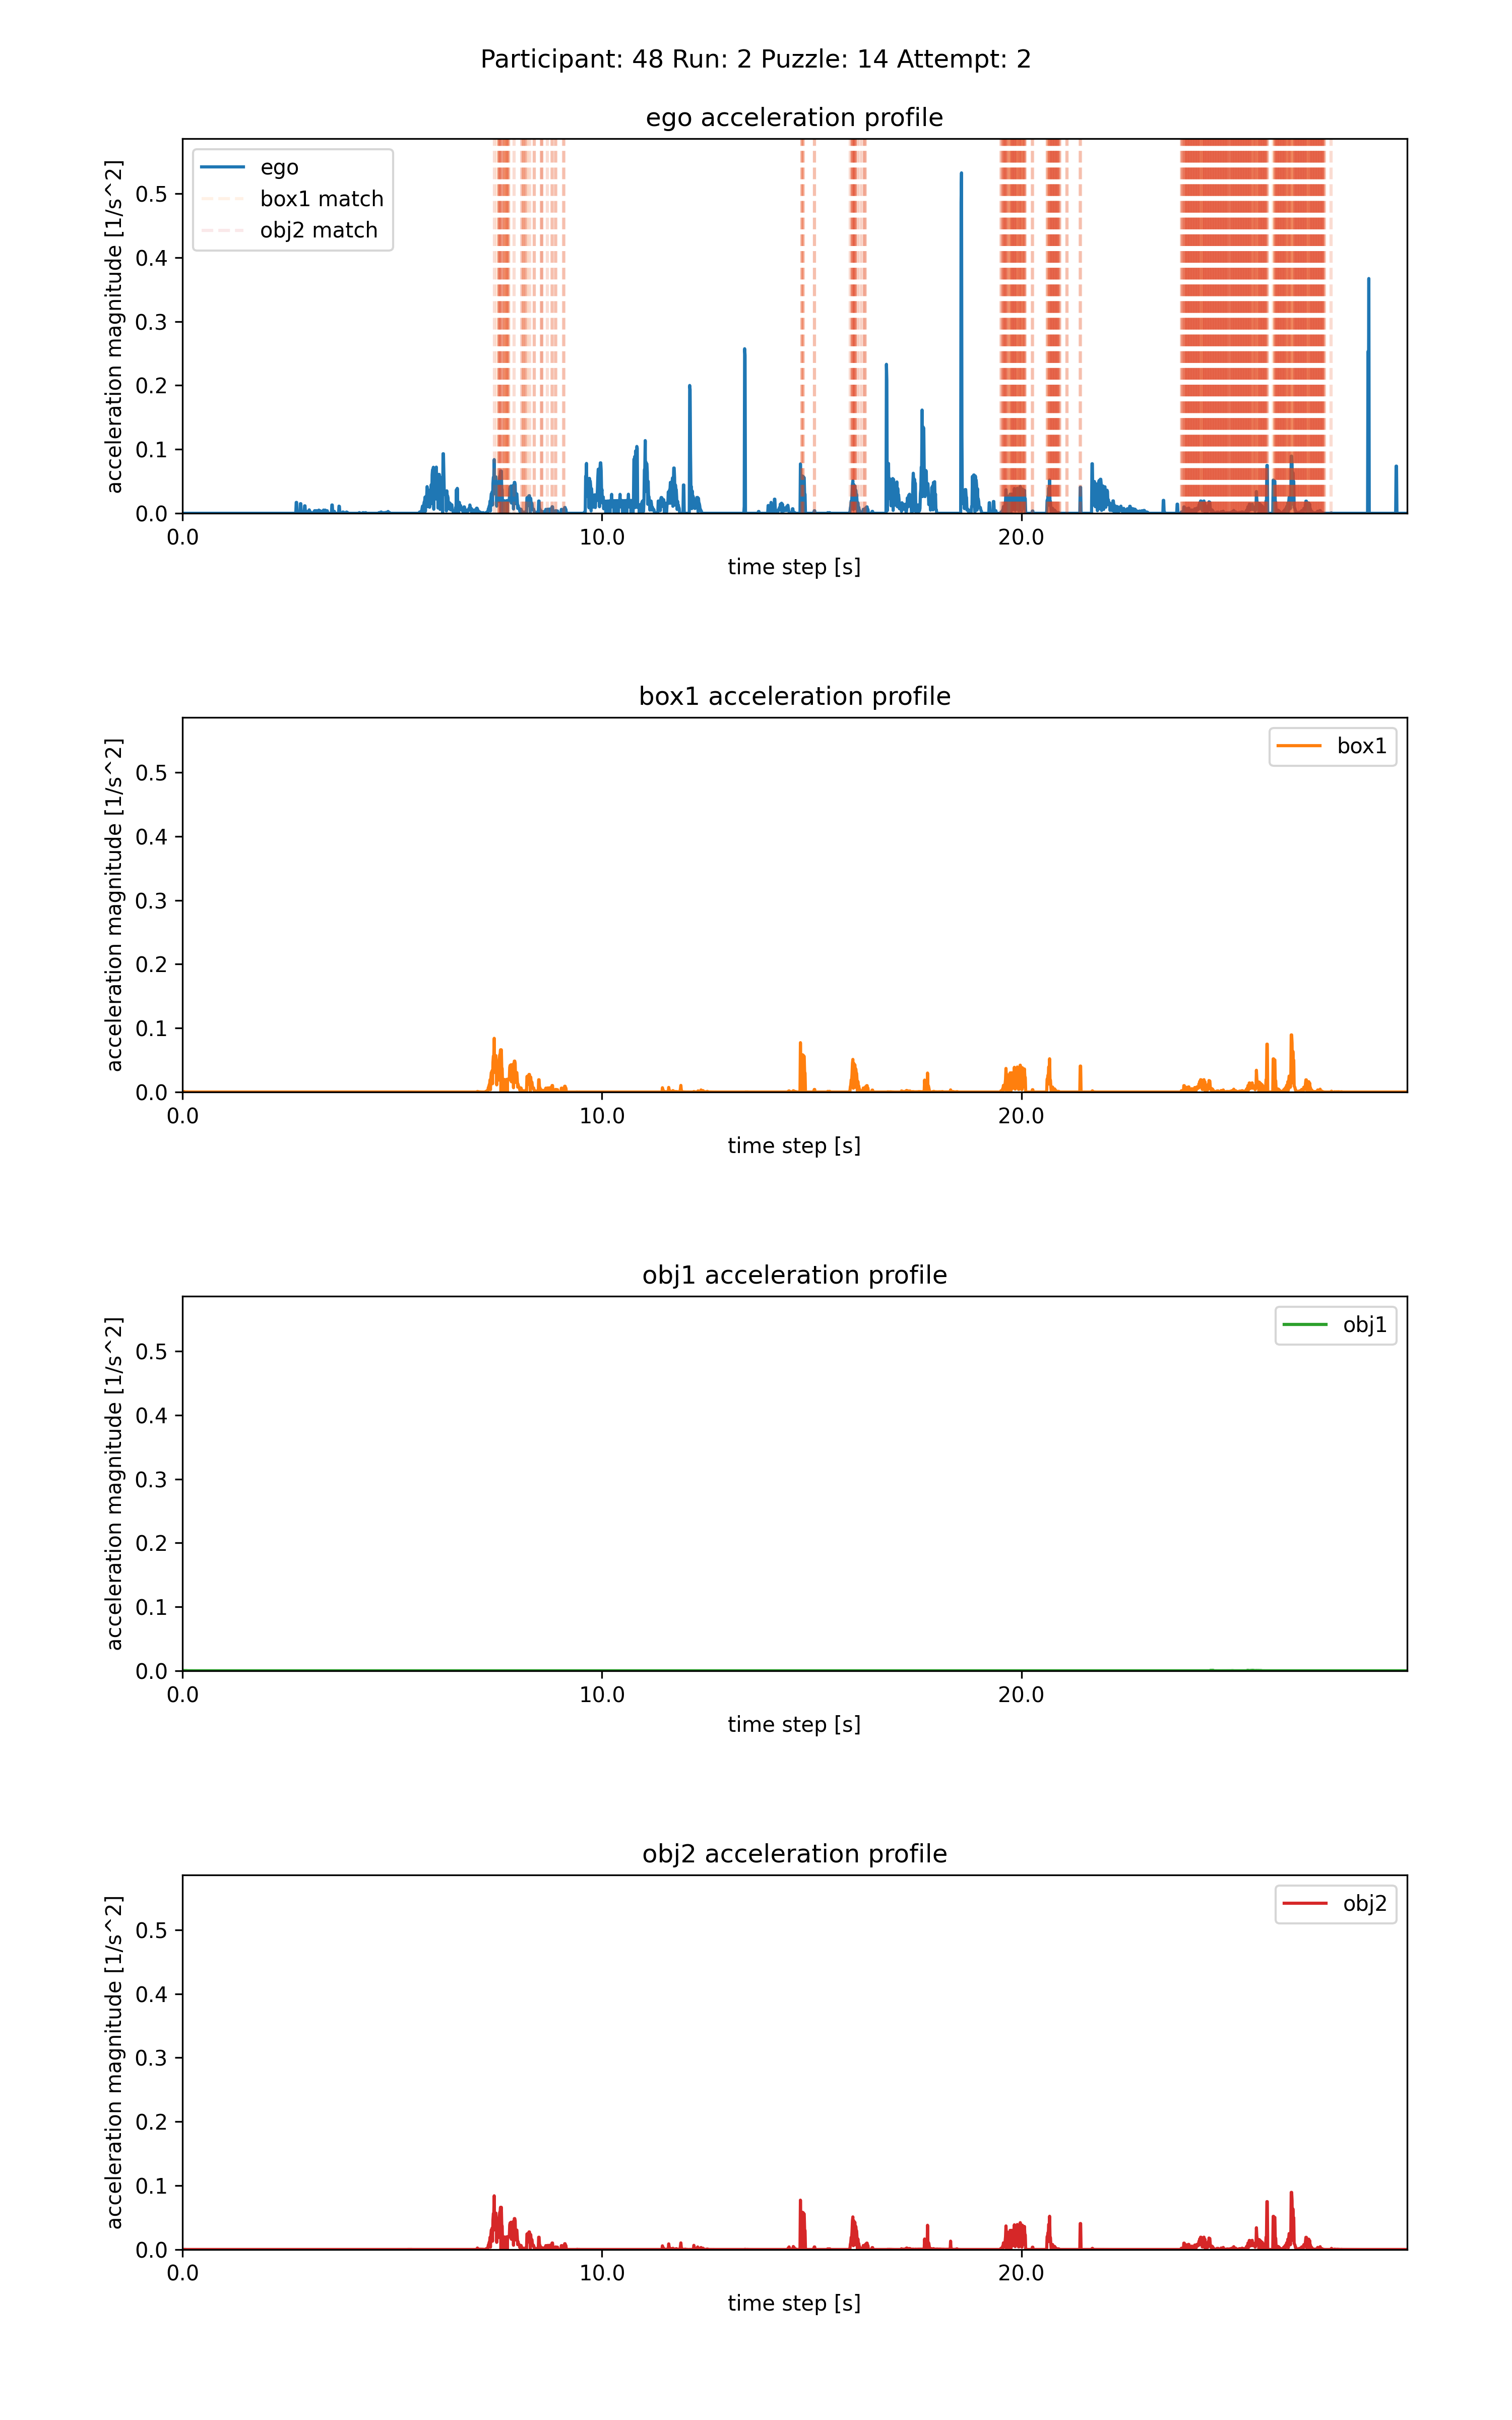 Participant: 48 Run: 2 Puzzle: 14 Attempt: 2
ego acceleration profile
ego
box1 match
obj2 match
acceleration magnitude [1/s^2]
0.5
0.4
0.3
0.2
0.1
0.0
0.0 10.0 20.0
time step [s]
box1 acceleration profile
box1
acceleration magnitude [1/s^2]
0.5
0.4
0.3
0.2
0.1
0.0
0.0 10.0 20.0
time step [s]
obj1 acceleration profile
obj1
acceleration magnitude [1/s^2]
0.5
0.4
0.3
0.2
0.1
0.0
0.0 10.0 20.0
time step [s]
obj2 acceleration profile
obj2
acceleration magnitude [1/s^2]
0.5
0.4
0.3
0.2
0.1
0.0
0.0 10.0 20.0
time step [s]